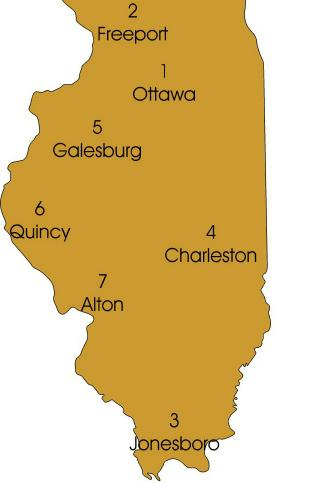 2
Freeport
1
Ottawa
5
Galesburg
6
Quincy
4
Charleston
7
Alton
3
Jonesboro